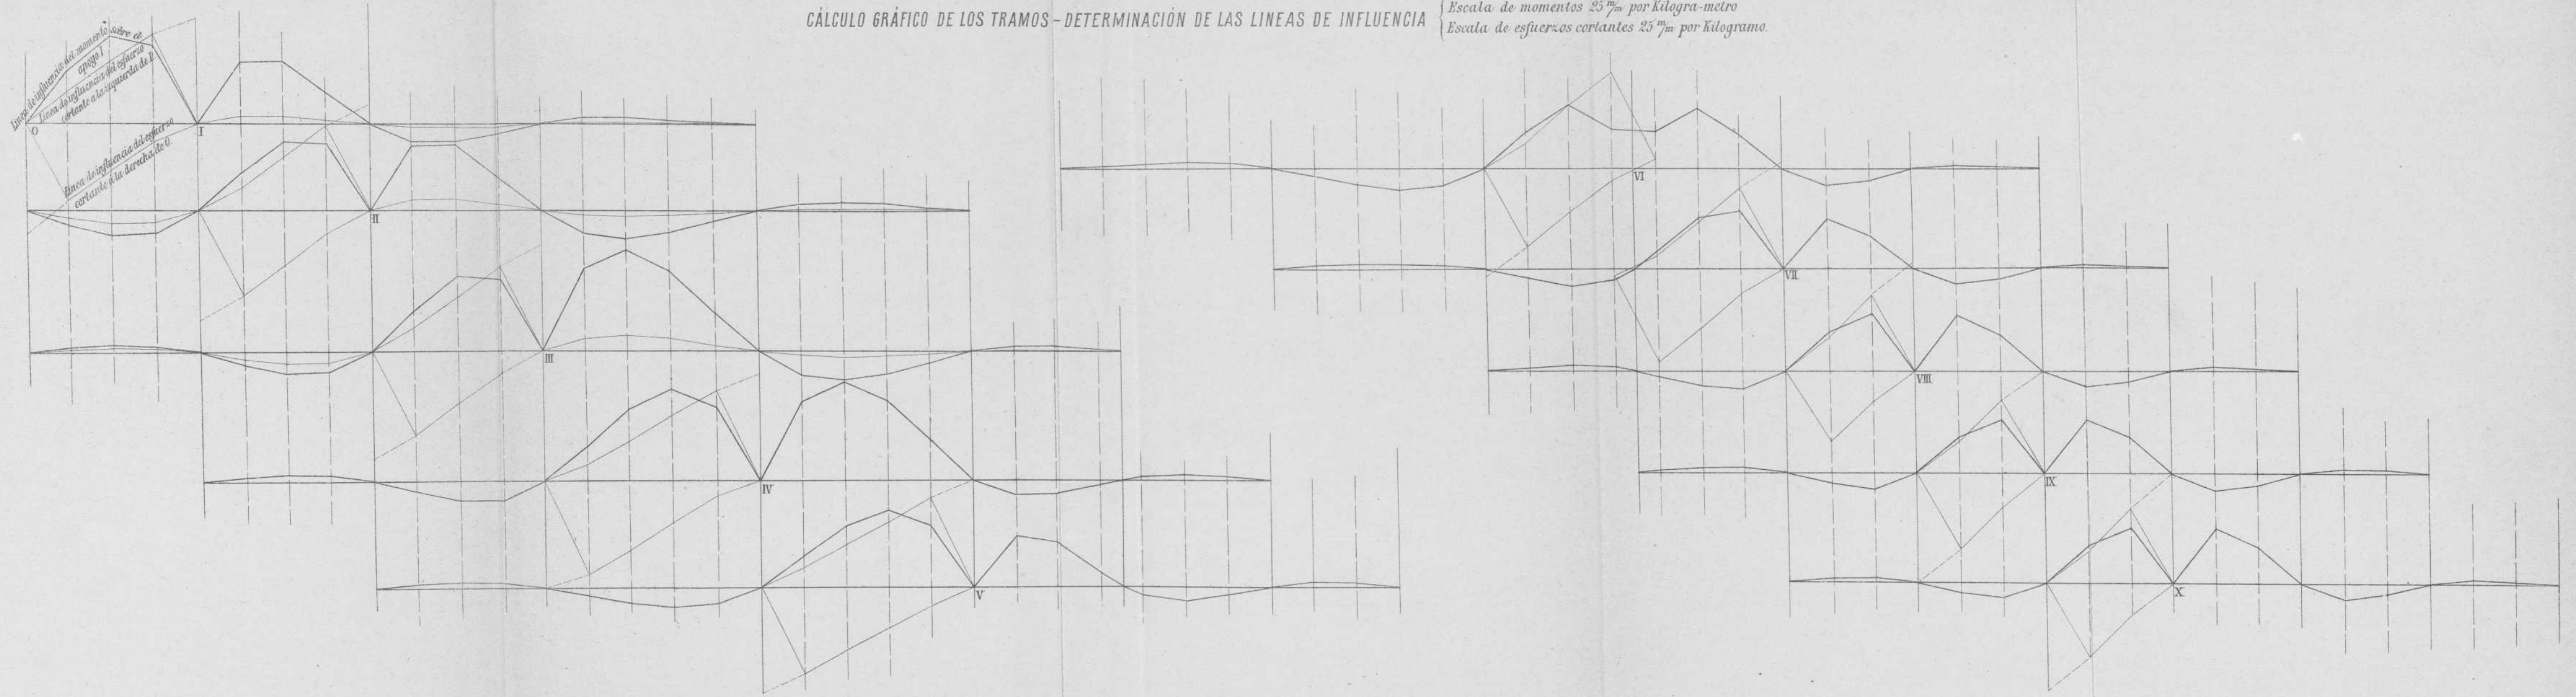 CÁLCULO GRÁFICO DE LOS TRAMOS – DETERMINACIÓN DE LAS LINEAS DE INFLUENCIA
Escala de momentos 25 m/m por Kilogra-metro
Escala de esfuerzos cortantes 25 m/m por Kilogramo.
Linea de influencia del momento sobre el
apoyo I
Linea de influencia del esfuerzo
cortante a la izquierda de I
O
I
Linea de influencia del esfuerzo
cortante á la derecha de O
II
III
IV
V
VI
VII
VIII
IX
X